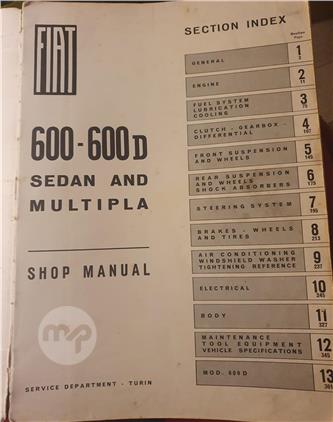 FIAT
600-600D
SEDAN AND
MULTIPLA
SHOP MANUAL
SERVICE DEPARTMENT - TURIN
SECTION INDEX
Section
Page
GENERAL
1
3
ENGINE
2
11
FUEL SYSTEM
LUBRICATION
COOLING
3
75
CLUTCH - GEARBOX -
DIFFERENTIAL
4
107
FRONT SUSPENSION
AND WHEELS
5
145
REAR SUSPENSION
AND WHEELS
SHOCK ABSORBERS
6
175
STEERING SYSTEM
7
195
BRAKES - WHEELS
AND TIRES
8
213
AIR CONDITIONING
WINDSHIELD WASHER
TIGHTENING REFERENCE
9
237
ELECTRICAL
10
245
BODY
11
327
MAINTENANCE
TOOL EQUIPMENT
VEHICLE SPECIFICATIONS
12
345
MOD. 600 D
13
mp